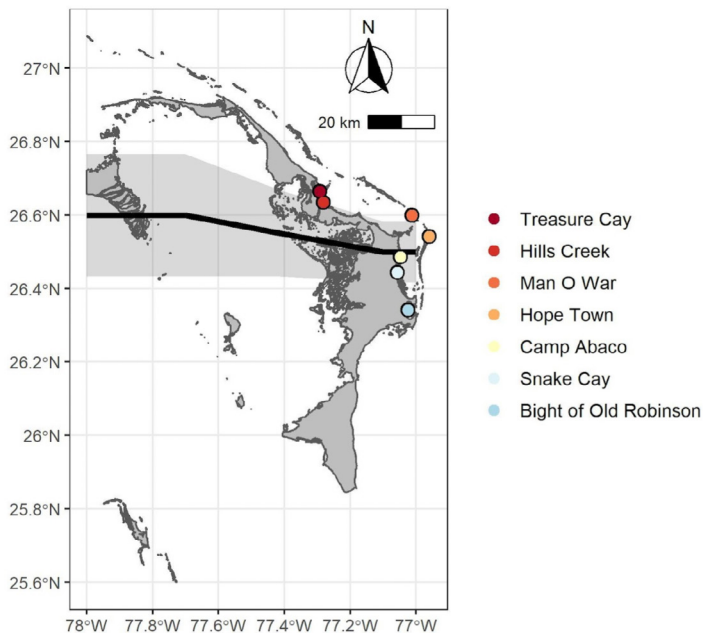 N
20 km
27°N
26.8°N
26.6°N
26.4°N
26.2°N
26°N
25.8°N
25.6°N
78°W 77.8°W 77.6°W 77.4°W 77.2°W 77°W
Treasure Cay
Hills Creek
Man O War
Hope Town
Camp Abaco
Snake Cay
Bight of Old Robinson